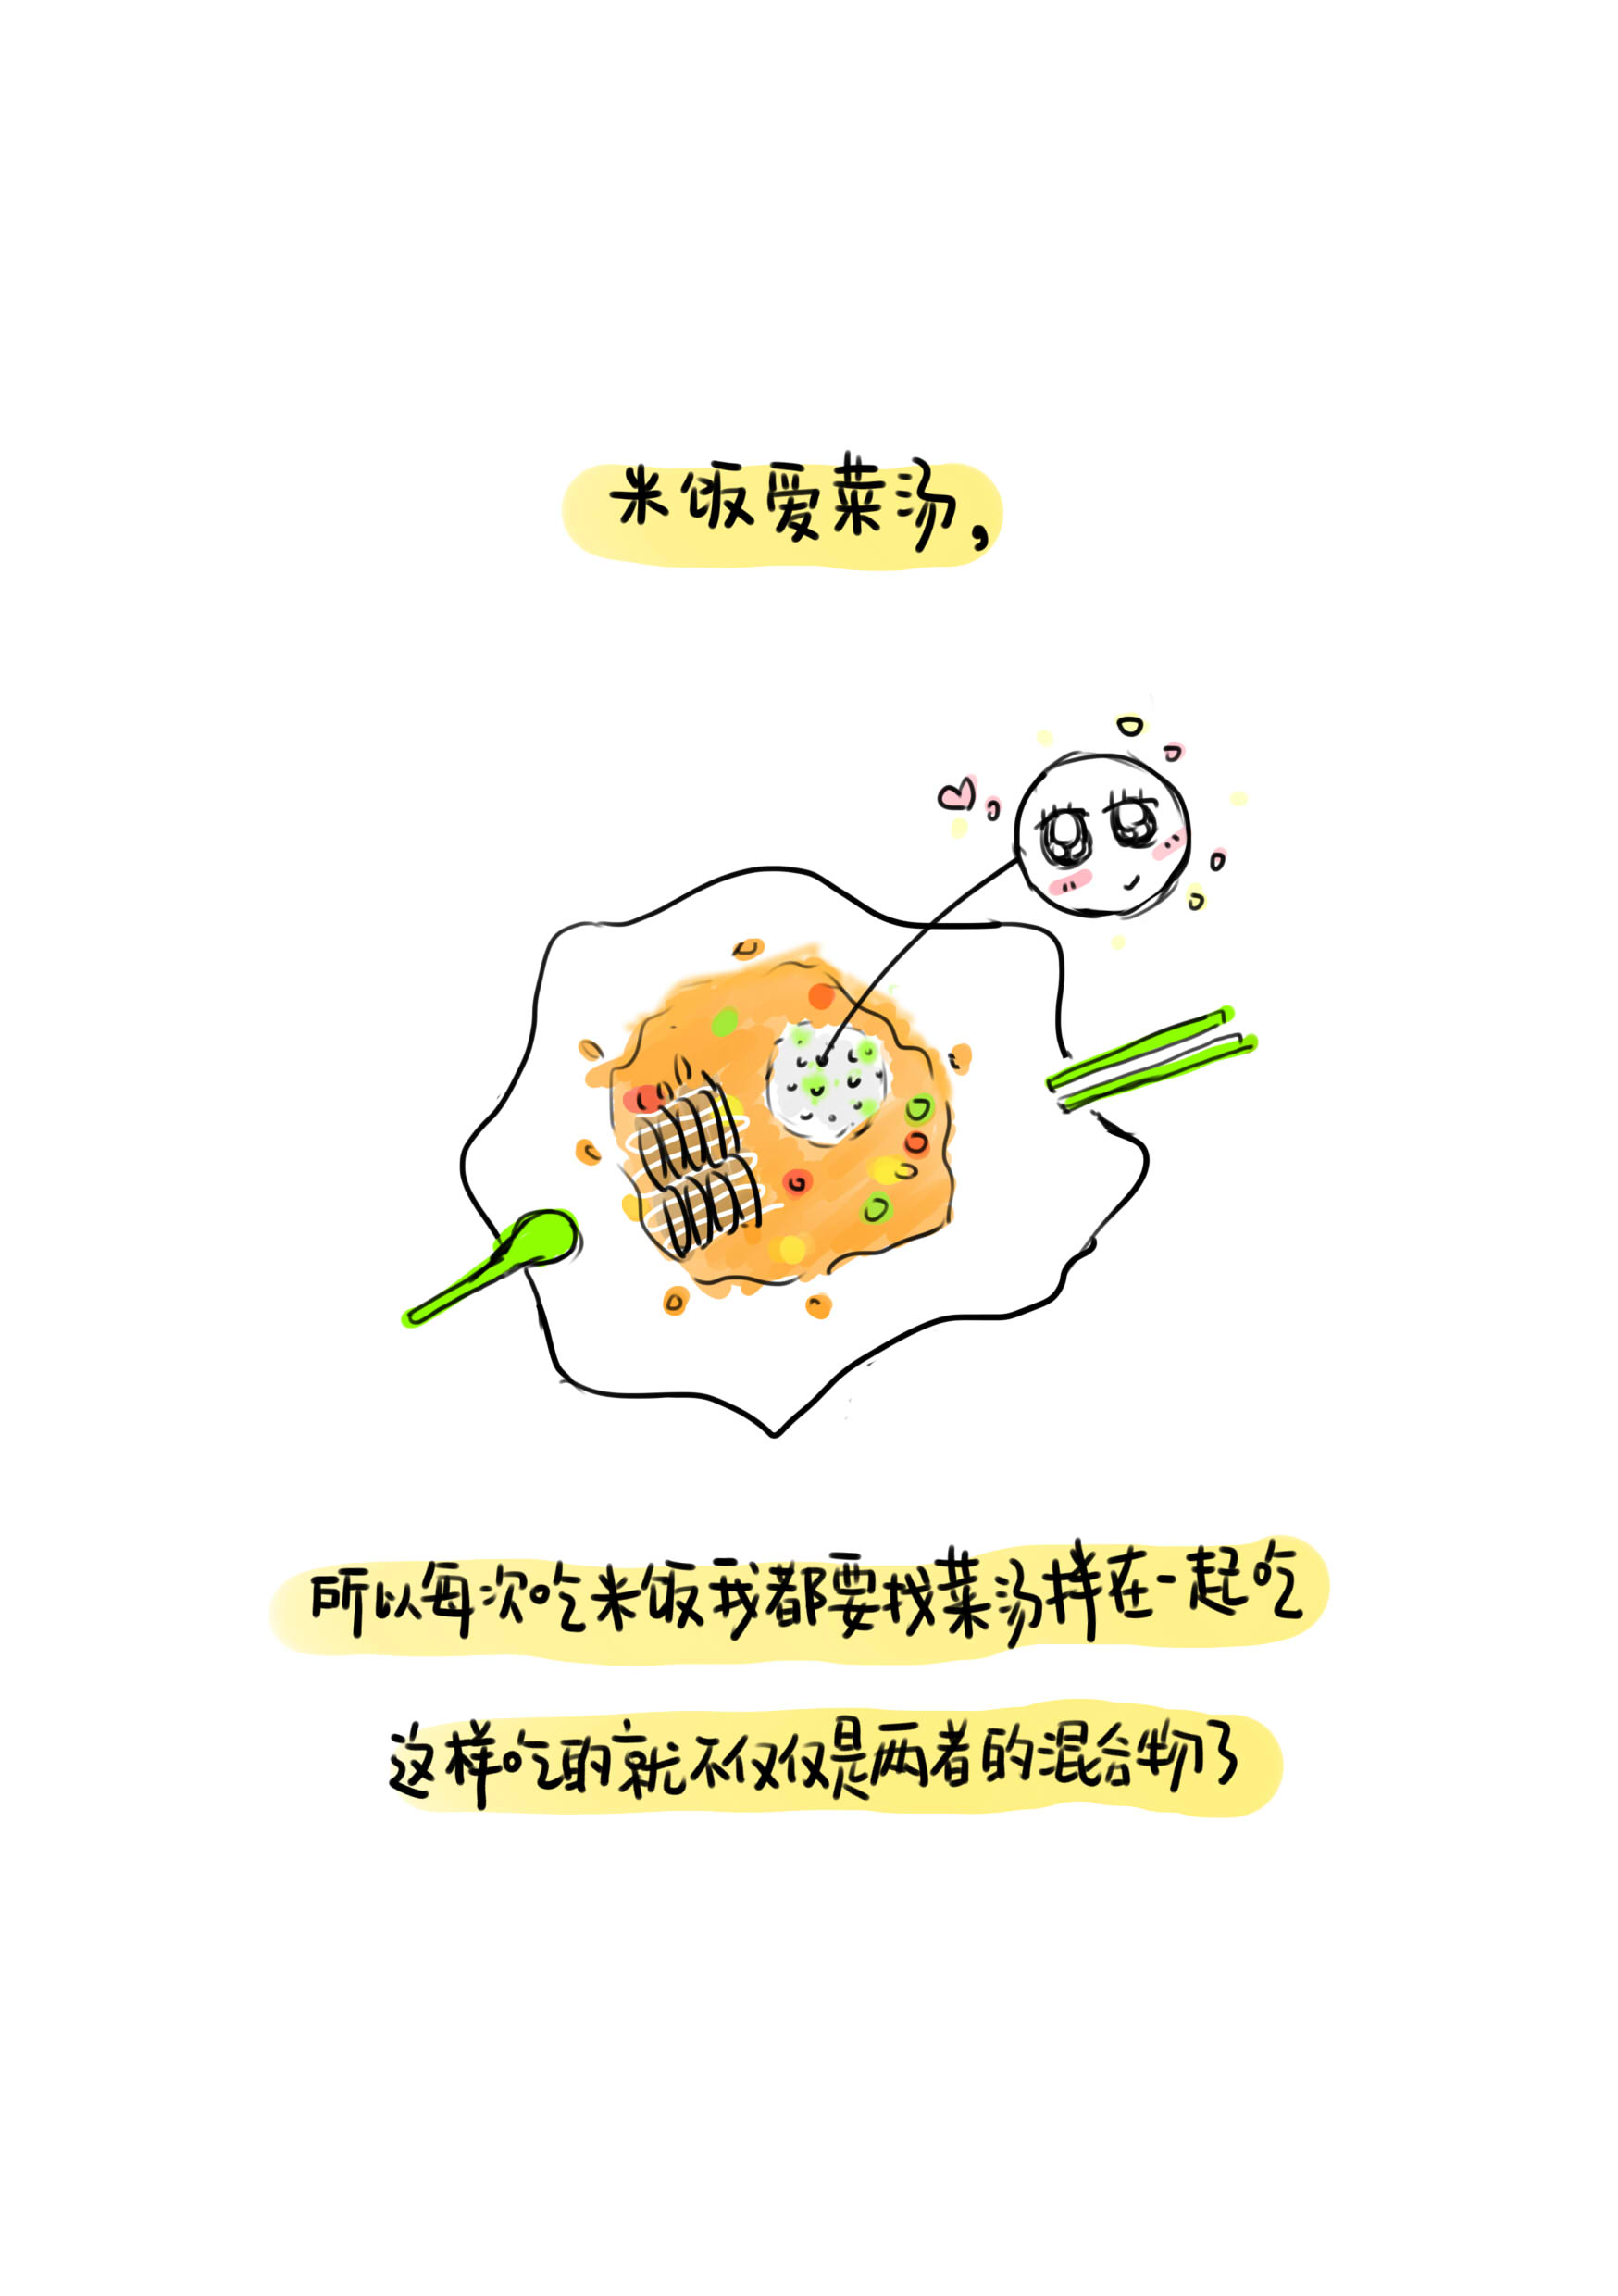 米饭爱菜汤,
所以每次吃米饭我都要找菜汤拌在一起吃
这样吃的就不仅仅是两者的混合物了